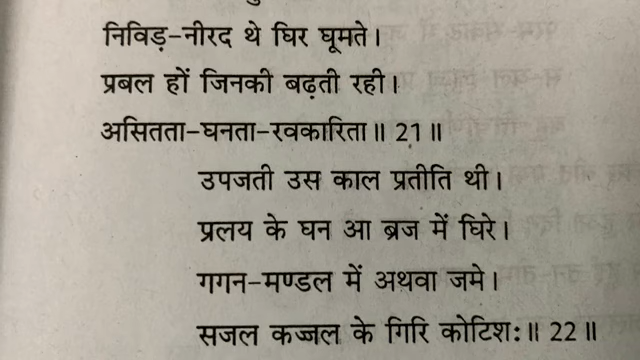 निविड़-नीरद थे घिर घूमते।
प्रबल हों जिनकी बढ़ती रही।
असितता-घनता-रवकारिता॥ 21॥
उपजती उस काल प्रतीति थी।
प्रलय के घन आ ब्रज में घिरे।
गगन-मण्डल में अथवा जमे।
सजल कज्जल के गिरि कोटिश:॥ 22॥